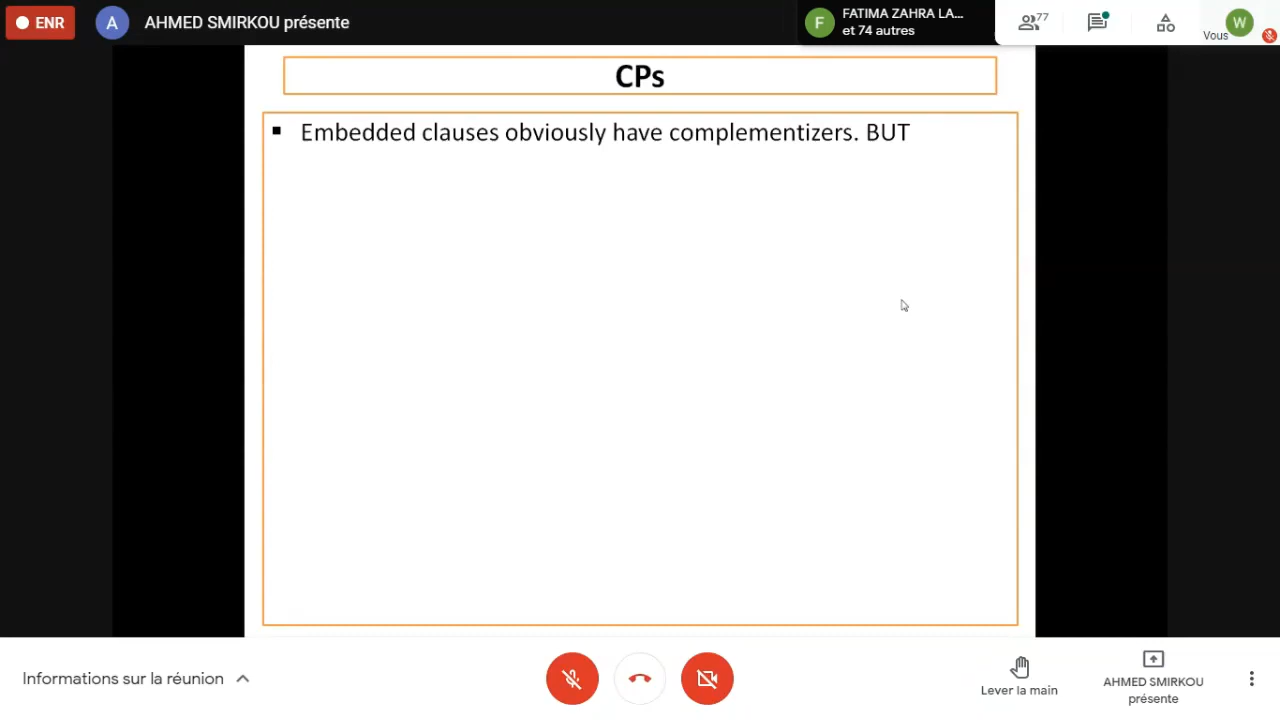 ENR
A
AHMED SMIRKOU présente
F
FATIMA ZAHRA LA...
et 74 autres
77
Vous
W
CPs
▪ Embedded clauses obviously have complementizers. BUT
Informations sur la réunion
Lever la main
AHMED SMIRKOU
présente